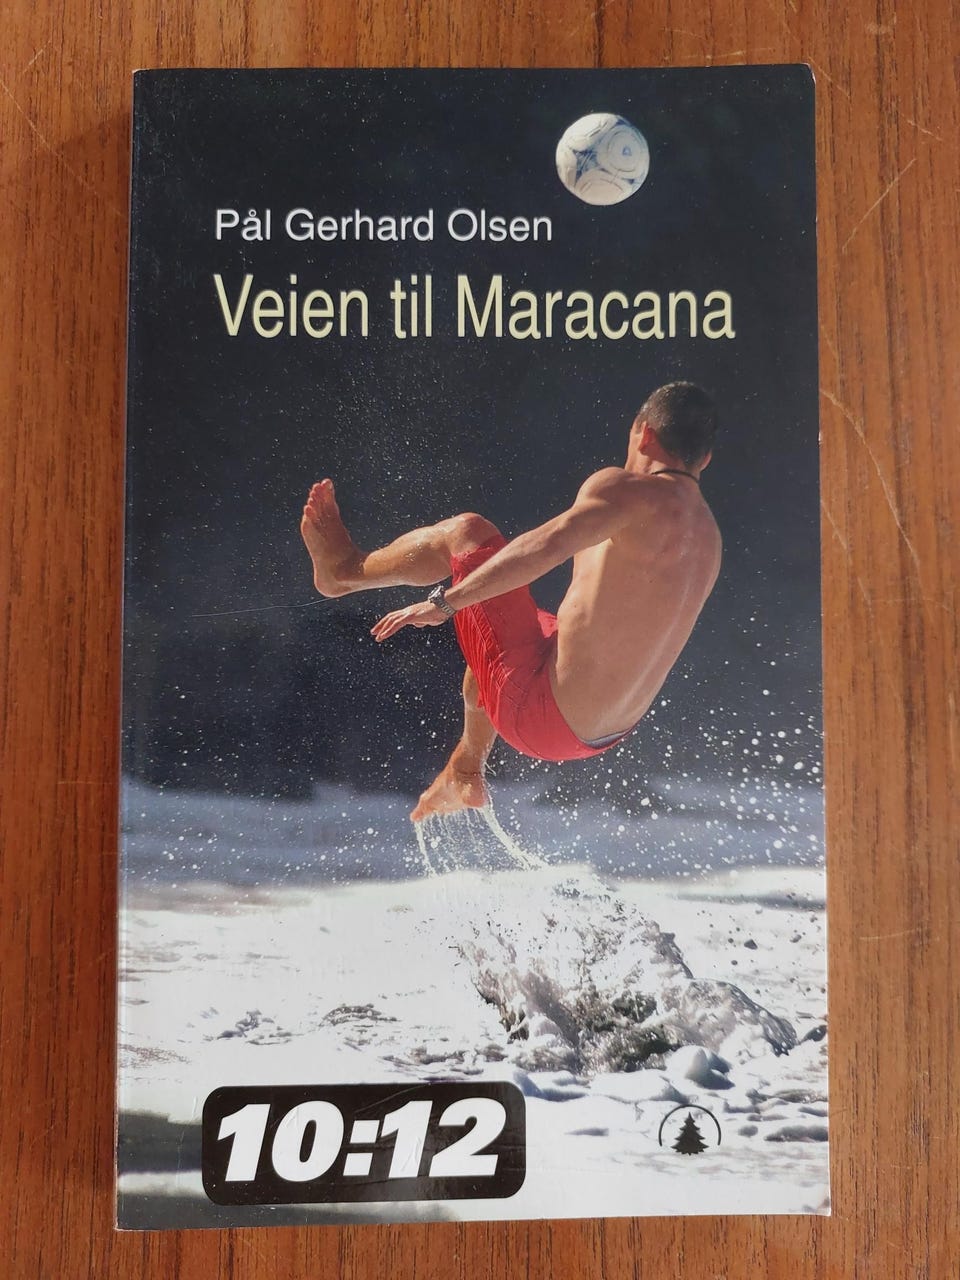 Pål Gerhard Olsen
Veien til Maracana
10:12